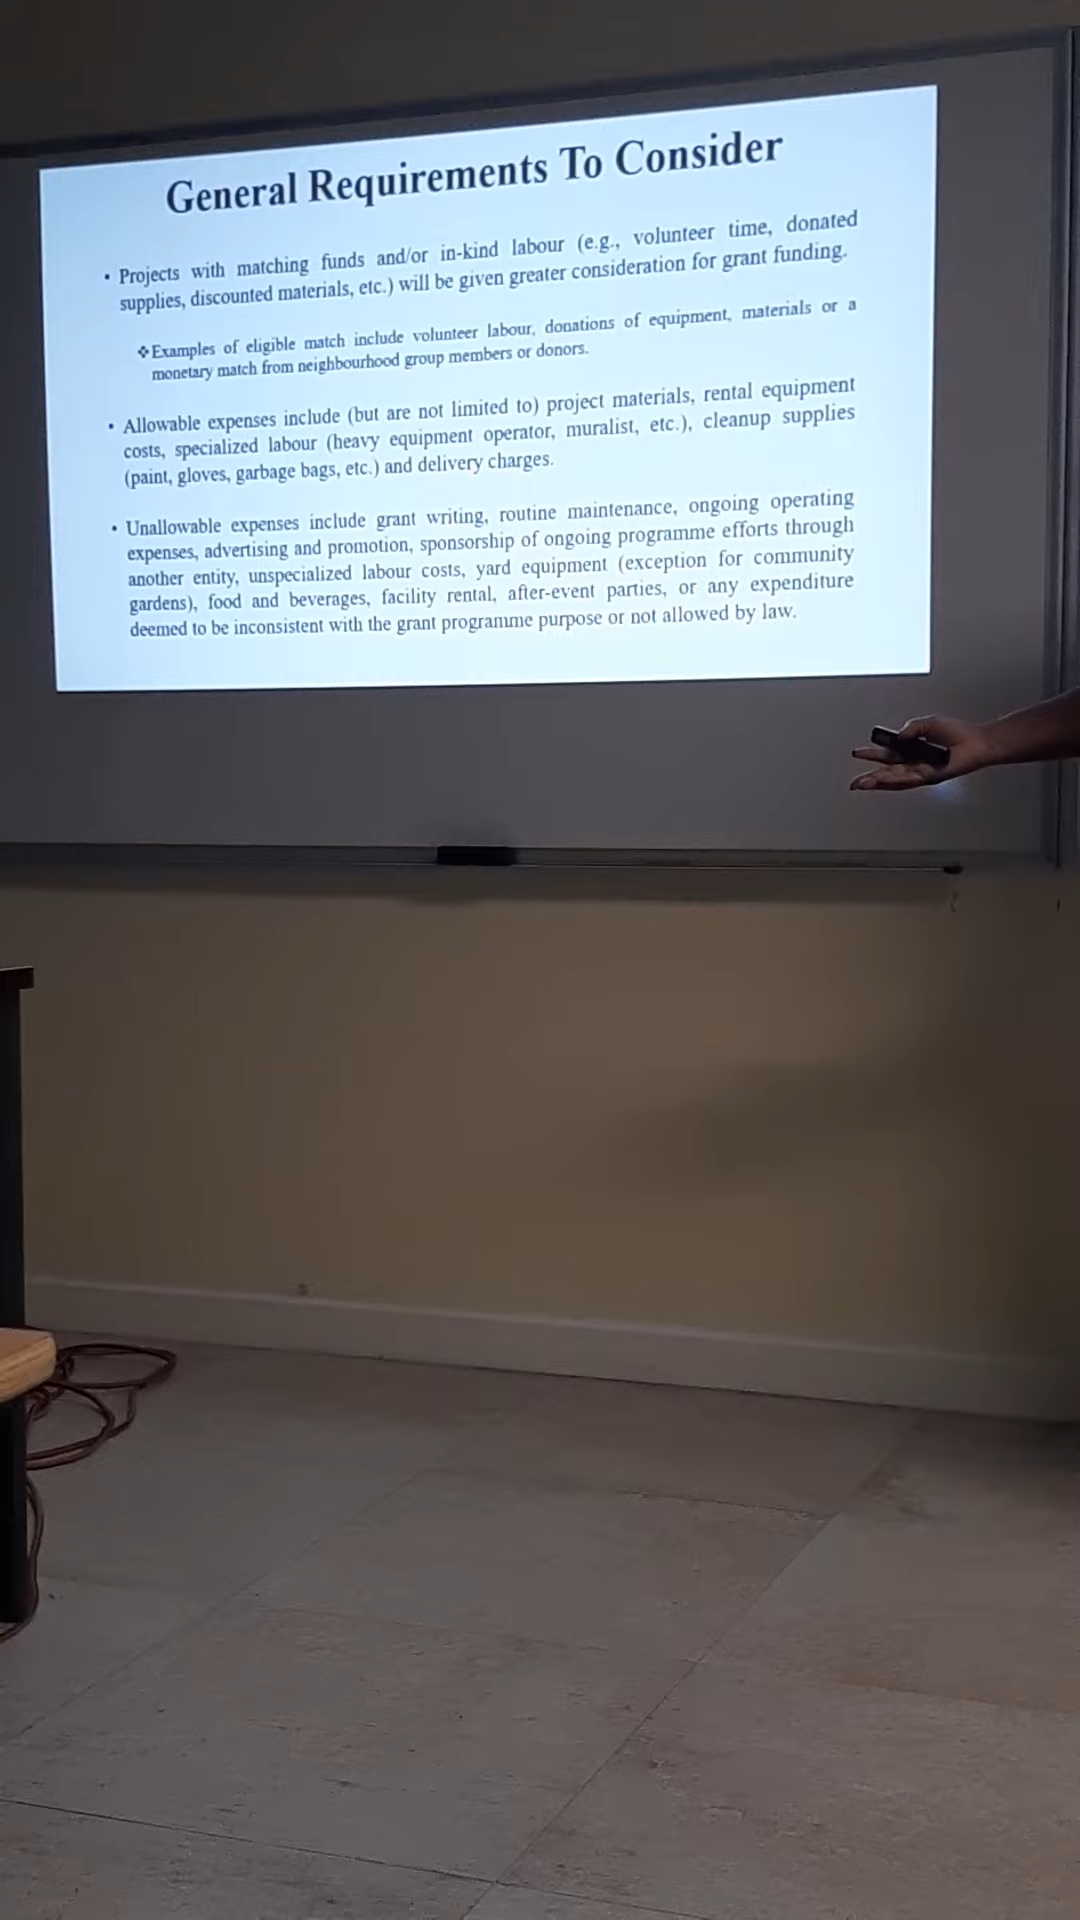 General Requirements To Consider
• Projects with matching funds and/or in-kind labour (e.g., volunteer time, donated
supplies, discounted materials, etc.) will be given greater consideration for grant funding.
❖Examples of eligible match include volunteer labour, donations of equipment, materials or a
monetary match from neighbourhood group members or donors.
• Allowable expenses include (but are not limited to) project materials, rental equipment
costs, specialized labour (heavy equipment operator, muralist, etc.), cleanup supplies
(paint, gloves, garbage bags, etc.) and delivery charges.
• Unallowable expenses include grant writing, routine maintenance, ongoing operating
expenses, advertising and promotion, sponsorship of ongoing programme efforts through
another entity, unspecialized labour costs, yard equipment (exception for community
gardens), food and beverages, facility rental, after-event parties, or any expenditure
deemed to be inconsistent with the grant programme purpose or not allowed by law.